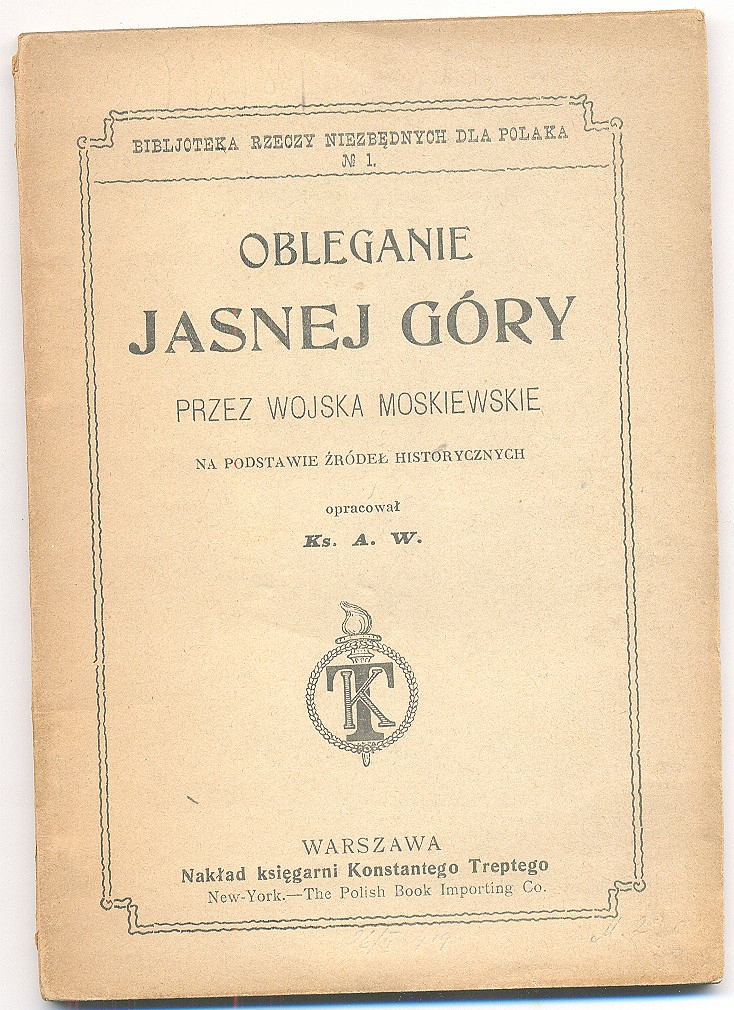 BIBLJOTEKA RZECZY NIEZBĘDNYCH DLA POLAKA
№ 1.
OBLEGANIE
JASNEJ GÓRY
PRZEZ WOJSKA MOSKIEWSKIE
NA PODSTAWIE ŹRÓDEŁ HISTORYCZNYCH
opracował
Ks. A. W.
TK
WARSZAWA
Nakład księgarni Konstantego Treptego
New-York.—The Polish Book Importing Co.